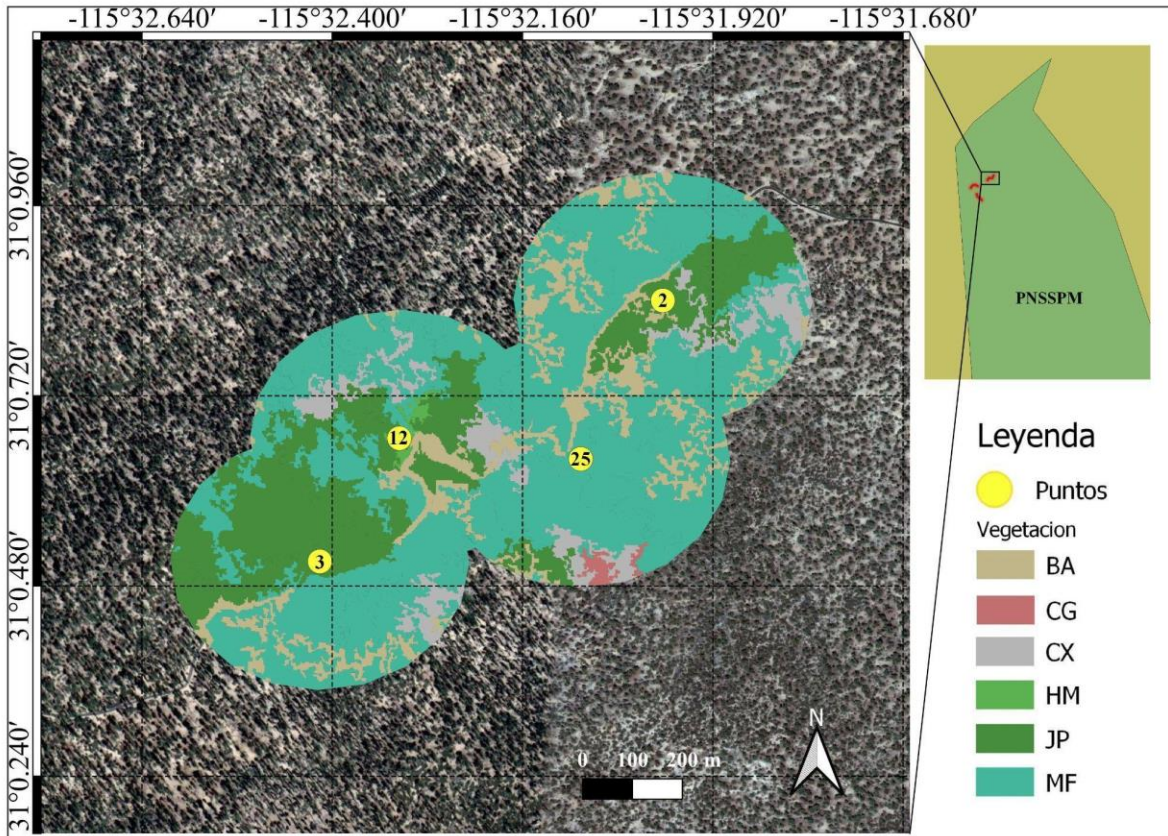 -115°32.640′ -115°32.400′ -115°32.160′ -115°31.920′ -115°31.680′
31°0.960′
31°0.720′
31°0.480′
31°0.240′
2
12
25
3
0 100 200 m
N
PNSSPM
Leyenda
Puntos
Vegetacion
BA
CG
CX
HM
JP
MF